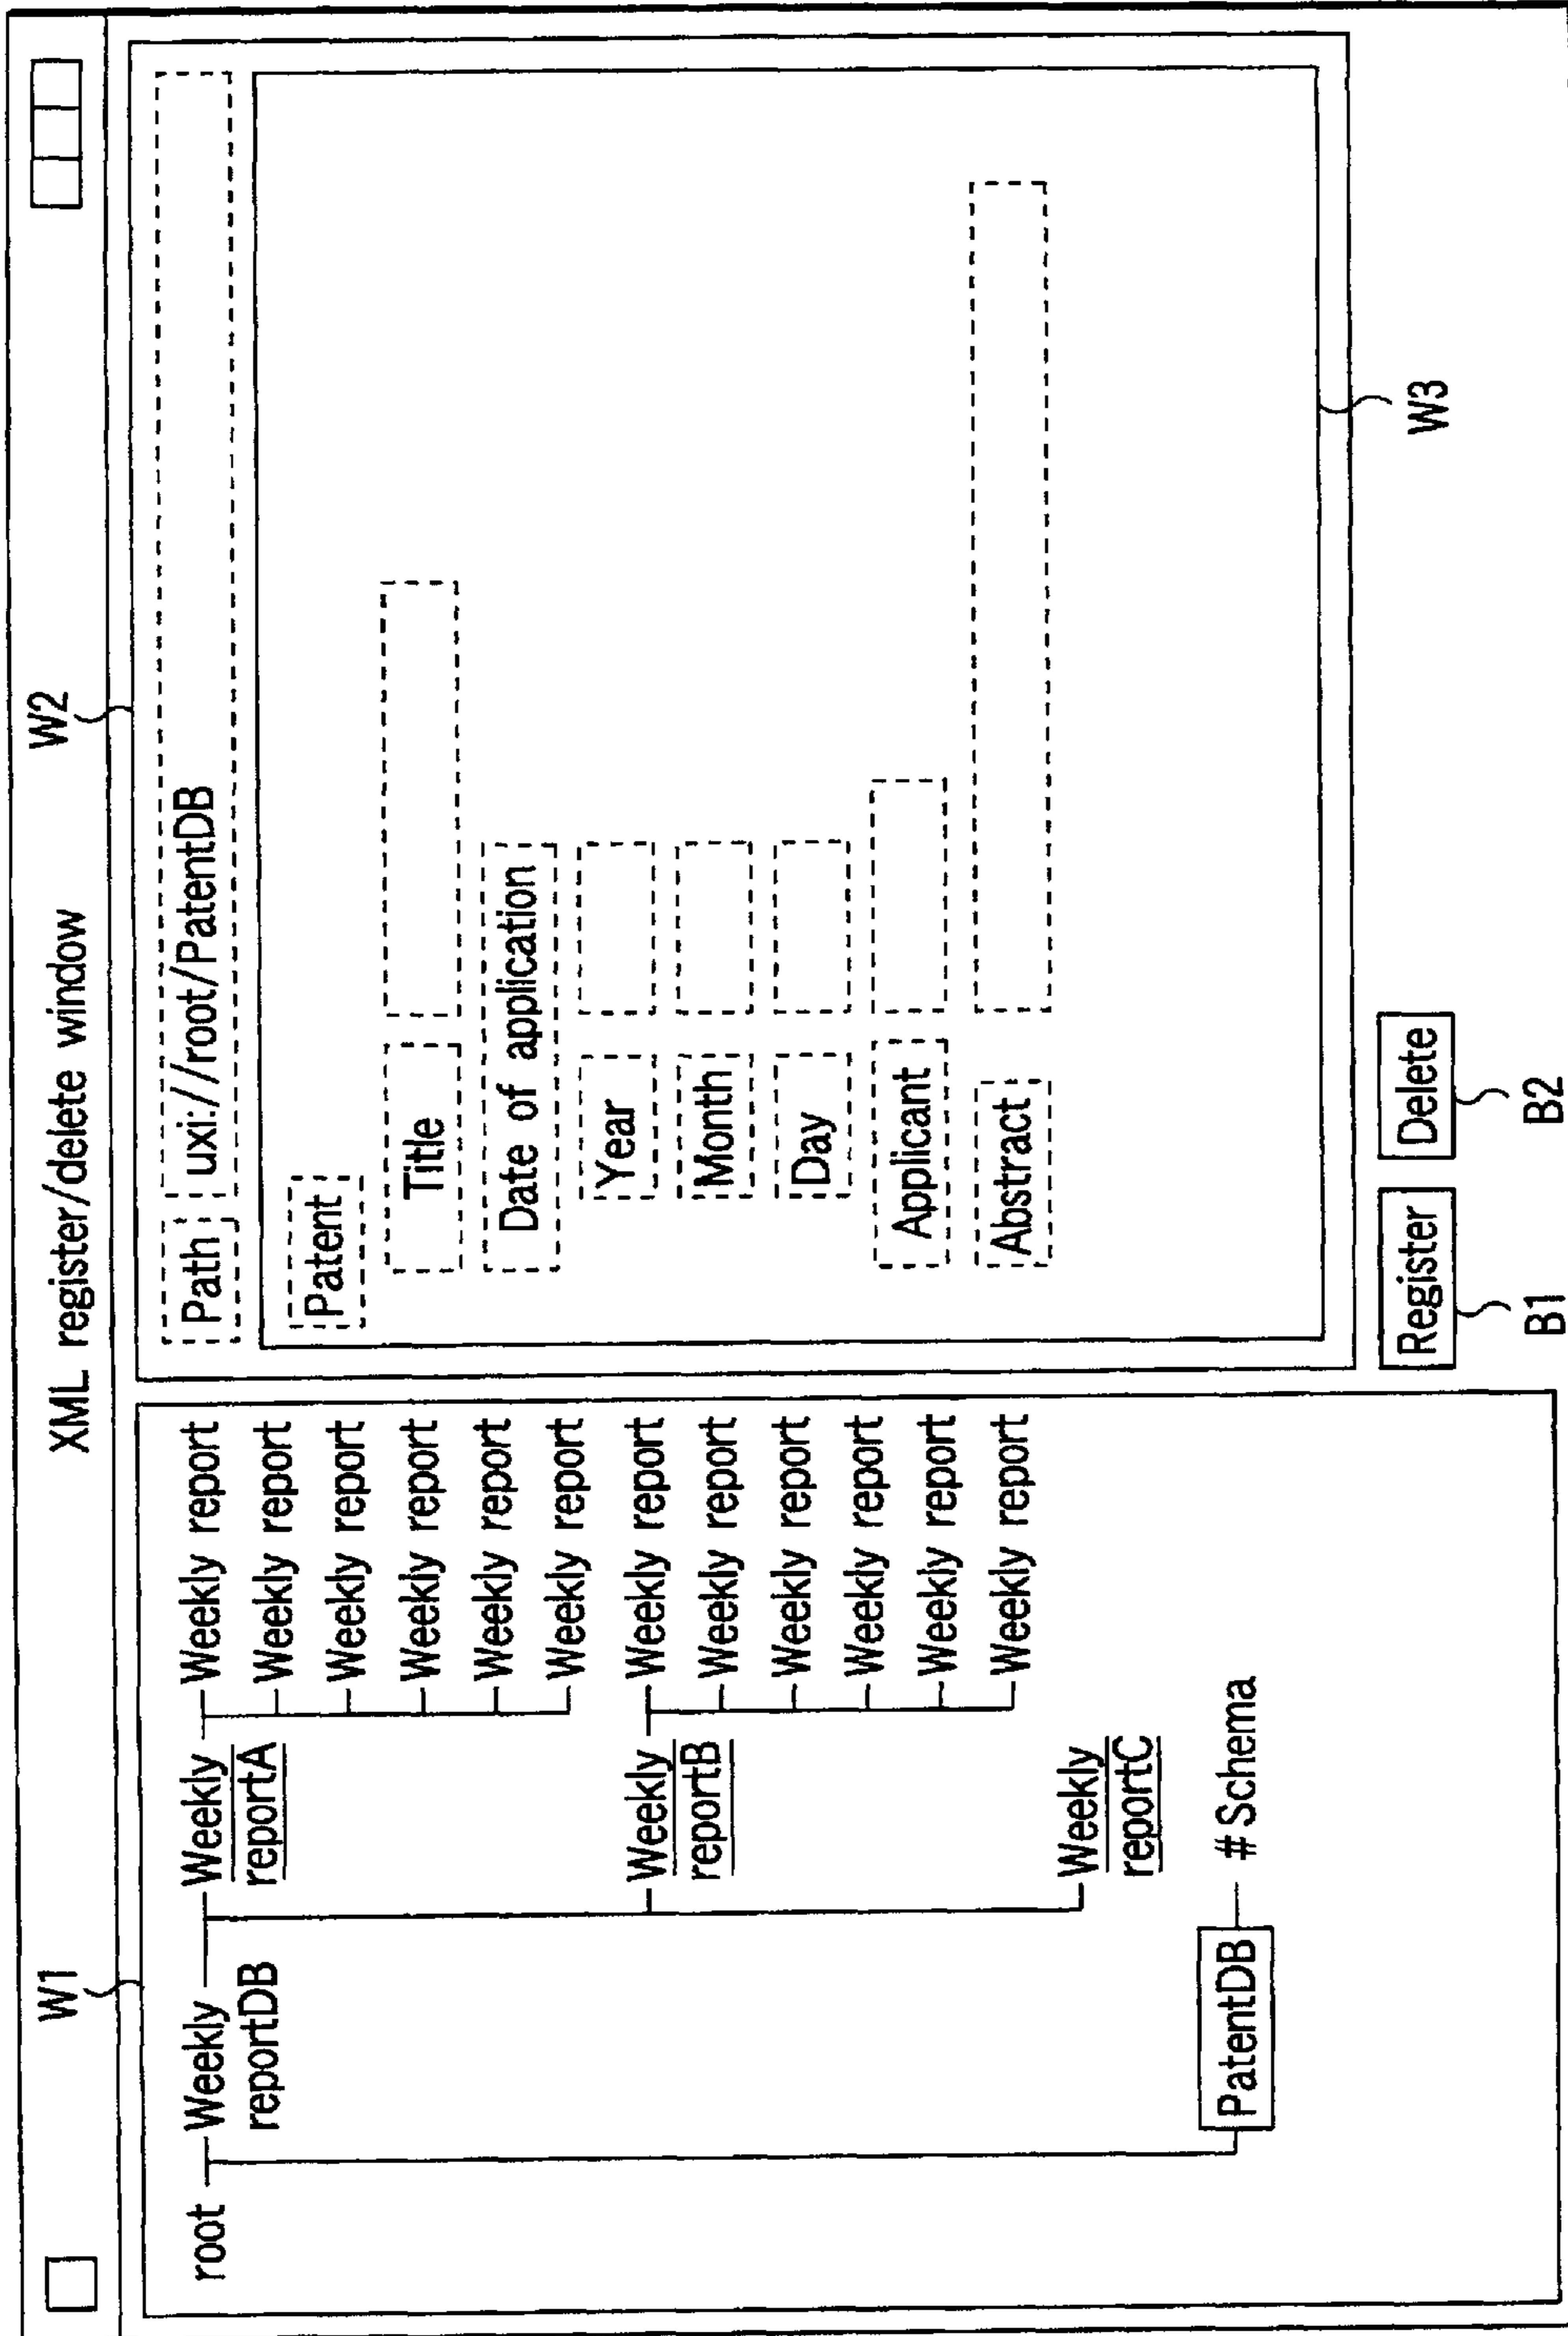 XML register/delete window
W1
W2
root
Weekly
reportDB
Weekly
reportA
Weekly report
Weekly report
Weekly report
Weekly report
Weekly report
Weekly report
Weekly
reportB
Weekly report
Weekly report
Weekly report
Weekly report
Weekly report
Weekly report
Weekly
reportC
PatentDB
# Schema
Path
uxi://root/PatentDB
Patent
Title
Date of application
Year
Month
Day
Applicant
Abstract
W3
Register
Delete
B1
B2